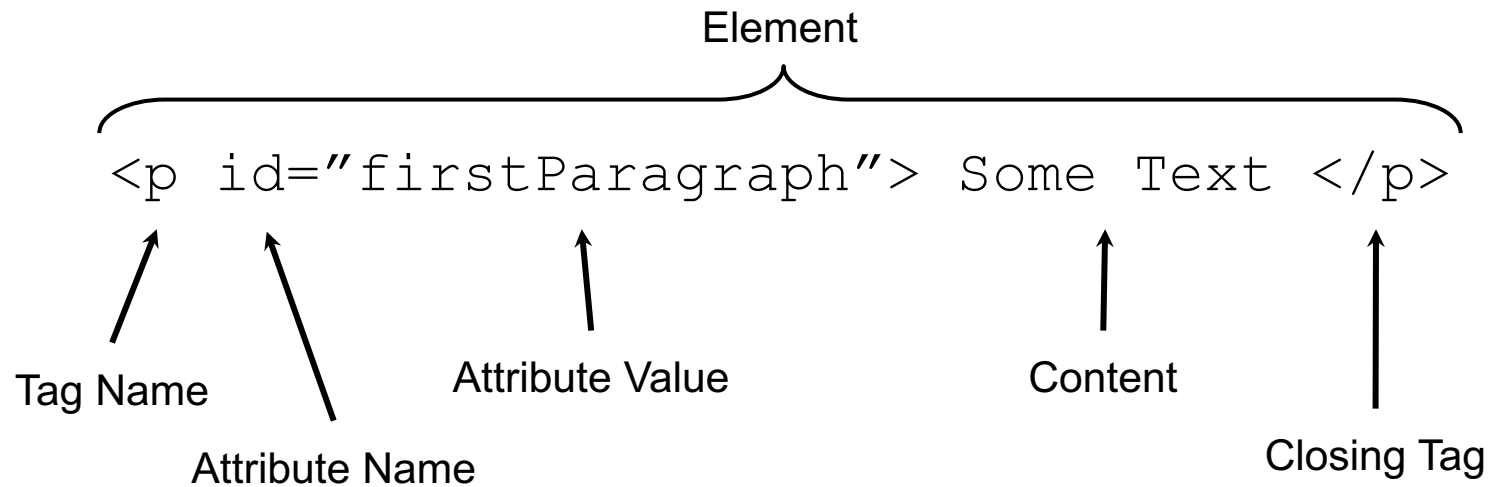 Element
<p id=”firstParagraph”> Some Text </p>
Tag Name
Attribute Value
Content
Attribute Name
Closing Tag